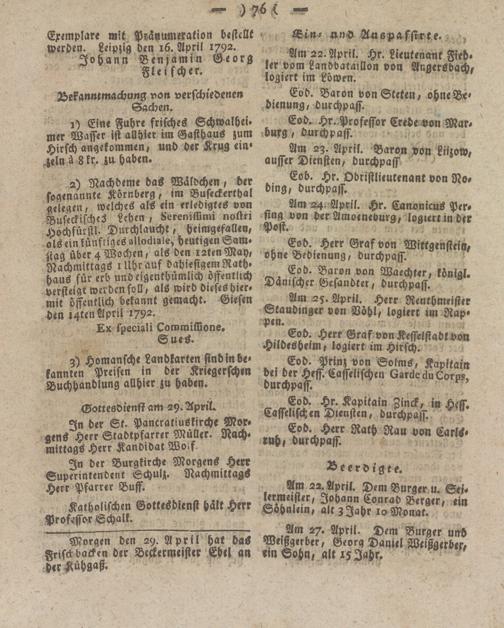 — )76( —
Exemplare mit Pränumeration bestellt
werden. Leipzig den 16. April 1792.
Johann Benjamin Georg
Fleischer.
Bekanntmachung von verschiedenen
Sachen.
1) Eine Fuhre frisches Schwalhei-
mer Wasser ist allhier im Gasthaus zum
Hirsch angekommen, und der Krug ein-
zeln à 8 kr. zu haben.
2) Nachdeme das Wäldchen, der
sogenannte Körnberg, im Buseckerthal
gelegen, welches als ein erledigtes von
Buseckisches Lehen, Serenissimi nostri
Hochfürstl. Durchlaucht, heimgefallen,
als ein künftiges allodiale, heutigen Sam-
stag über 4 Wochen, als den 12ten May,
Nachmittags 1 Uhr auf dahiesigem Rath-
haus für erb und eigenthümlich öffentlich
versteigt werden soll, als wird dieses hier-
mit öffentlich bekannt gemacht. Giesen
den 14ten April 1792.
Ex speciali Commissione.
Sues.
3) Homansche Landkarten sind in be-
kannten Preisen in der Kriegerschen
Buchhandlung allhier zu haben.
Gottesdienst am 29. April.
In der St. Pancratiuskirche Mor-
gens Herr Stadtpfarrer Müller. Nach-
mittags Herr Kandidat Wolf.
In der Burgkirche Morgens Herr
Superintendent Schulz. Nachmittags
Herr Pfarrer Buff.
Katholischen Gottesdienst hält Herr
Professor Schalk.
Morgen den 29. April hat das
Frischbacken der Beckermeister Ebel an
der Kühgaß.
Ein- und Auspassirte.
Am 22. April. Hr. Lieutenant Fied-
ler vom Landbataillon von Angersbach,
logiert im Löwen.
Eod. Baron von Steten, ohne Be-
dienung, durchpass.
Eod. Hr. Professor Crede von Mar-
burg, durchpass.
Am 23. April. Baron von Lüzow,
ausser Diensten, durchpass
Eod. Hr. Obristlieutenant von No-
ding, durchpass.
Am 24. April. Hr. Canonicus Per-
sing von der Amoeneburg, logiert in der
Post.
Eod. Herr Graf von Wittgenstein,
ohne Bedienung, durchpass.
Eod. Baron von Waechter, königl.
Dänischer Gesandter, durchpass.
Am 25. April. Herr Renthmeister
Staudinger von Vöhl, logiert im Rap-
pen.
Eod. Herr Graf von Kesselstadt von
Hildesheim, logiert im Hirsch.
Eod. Prinz von Solms, Kapitain
bei der Hess. Casselischen Garde du Corps,
durchpass.
Eod. Hr. Kapitain Zinck, in Hess.
Casselischen Diensten, durchpass.
Eod. Herr Rath Rau von Carls-
ruh, durchpass.
Beerdigte.
Am 22. April. Dem Burger u. Sei-
lermeister, Johann Conrad Berger, ein
Söhnlein, alt 3 Jahr 10 Monat.
Am 27. April. Dem Burger und
Weißgerber, Georg Daniel Weißgerber,
ein Sohn, alt 15 Jahr.